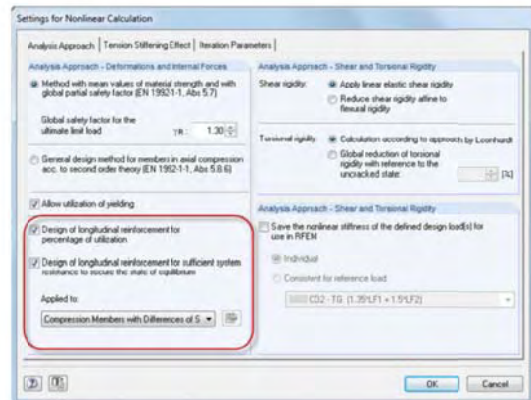 Settings for Nonlinear Calculation
Analysis Approach
Tension Stiffening Effect
Iteration Parameters
Analysis Approach - Deformations and Internal Forces
Method with mean values of material strength and with
global partial safety factor (EN 1992-1-1, Abs 5.7)
Global safety factor for the
ultimate limit load
γR :
1.30
General design method for members in axial compression
acc. to second order theory (EN 1992-1-1, Abs 5.8.6)
Allow utilization of yielding
Design of longitudinal reinforcement for
percentage of utilization
Design of longitudinal reinforcement for sufficient system
resistance to secure the state of equilibrium
Applied to:
Compression Members with Differences of S
Analysis Approach - Shear and Torsional Rigidity
Shear rigidity:
Apply linear elastic shear rigidity
Reduce shear rigidity affine to
flexural rigidity
Torsional rigidity
Calculation according to approach by Leonhardt
Global reduction of torsional
rigidity with reference to the
uncracked state:
[%]
Analysis Approach - Shear and Torsional Rigidity
Save the nonlinear stiffness of the defined design load(s) for
use in RFEM
Individual
Consistent for reference load:
CO2 - TG (1.35*LF1 + 1.5*LF2)
OK
Cancel